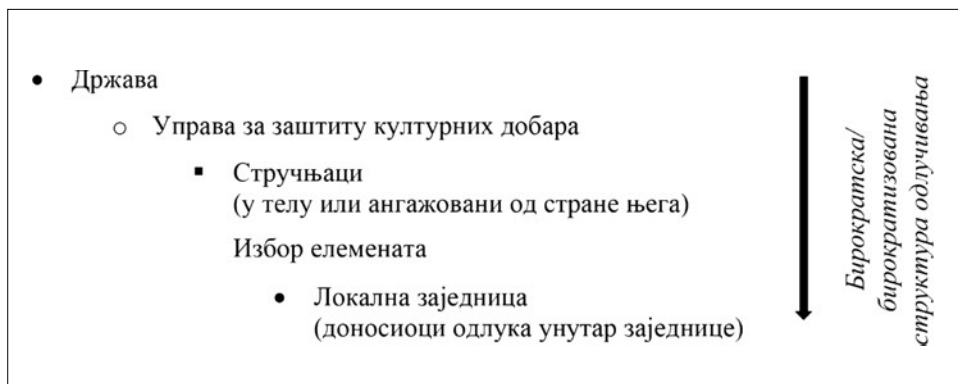 • Држава
o Управа за заштиту културних добара
▪ Стручњаци
(у телу или ангажовани од стране њега)
Избор елемената
• Локална заједница
(доносиоци одлука унутар заједнице)
Бирократска/
бирократизована
структура одлучивања